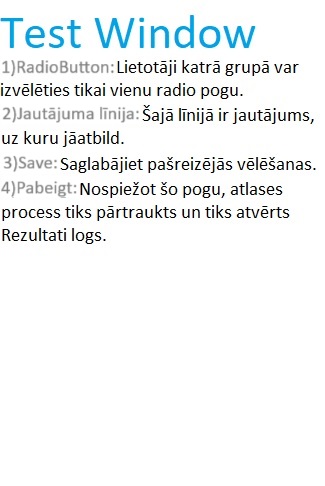 Test Window
1)RadioButton: Lietotāji katrā grupā var
izvēlēties tikai vienu radio pogu.
2)Jautājuma līnija: Šajā līnijā ir jautājums,
uz kuru jāatbild.
3)Save: Saglabājiet pašreizējās vēlēšanas.
4)Pabeigt: Nospiežot šo pogu, atlases
process tiks pārtraukts un tiks atvērts
Rezultati logs.